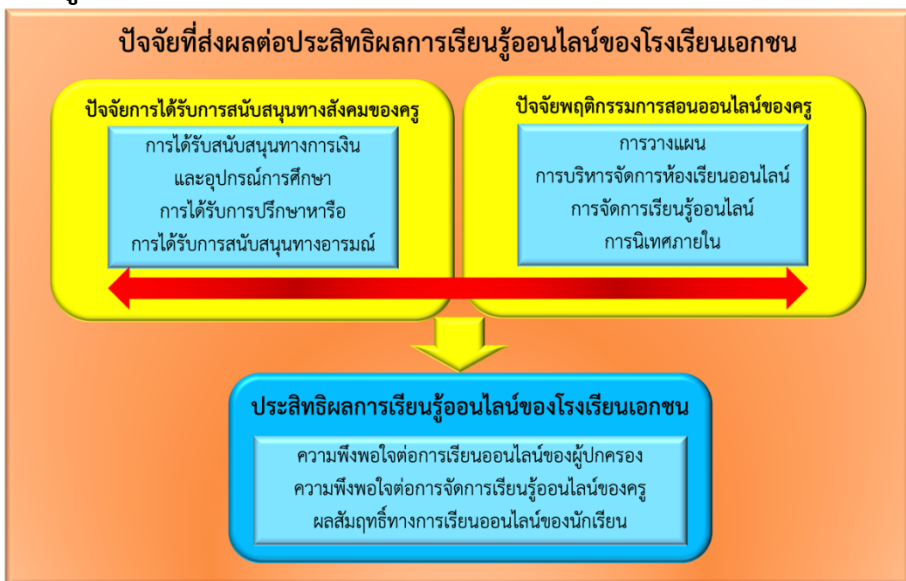 ปัจจัยที่ส่งผลต่อประสิทธิผลการเรียนรู้ออนไลน์ของโรงเรียนเอกชน
ปัจจัยการได้รับการสนับสนุนทางสังคมของครู
การได้รับสนับสนุนทางการเงิน
และอุปกรณ์การศึกษา
การได้รับการปรึกษาหารือ
การได้รับการสนับสนุนทางอารมณ์
ปัจจัยพฤติกรรมการสอนออนไลน์ของครู
การวางแผน
การบริหารจัดการห้องเรียนออนไลน์
การจัดการเรียนรู้ออนไลน์
การนิเทศภายใน
ประสิทธิผลการเรียนรู้ออนไลน์ของโรงเรียนเอกชน
ความพึงพอใจต่อการเรียนออนไลน์ของผู้ปกครอง
ความพึงพอใจต่อการจัดการเรียนรู้ออนไลน์ของครู
ผลสัมฤทธิ์ทางการเรียนออนไลน์ของนักเรียน